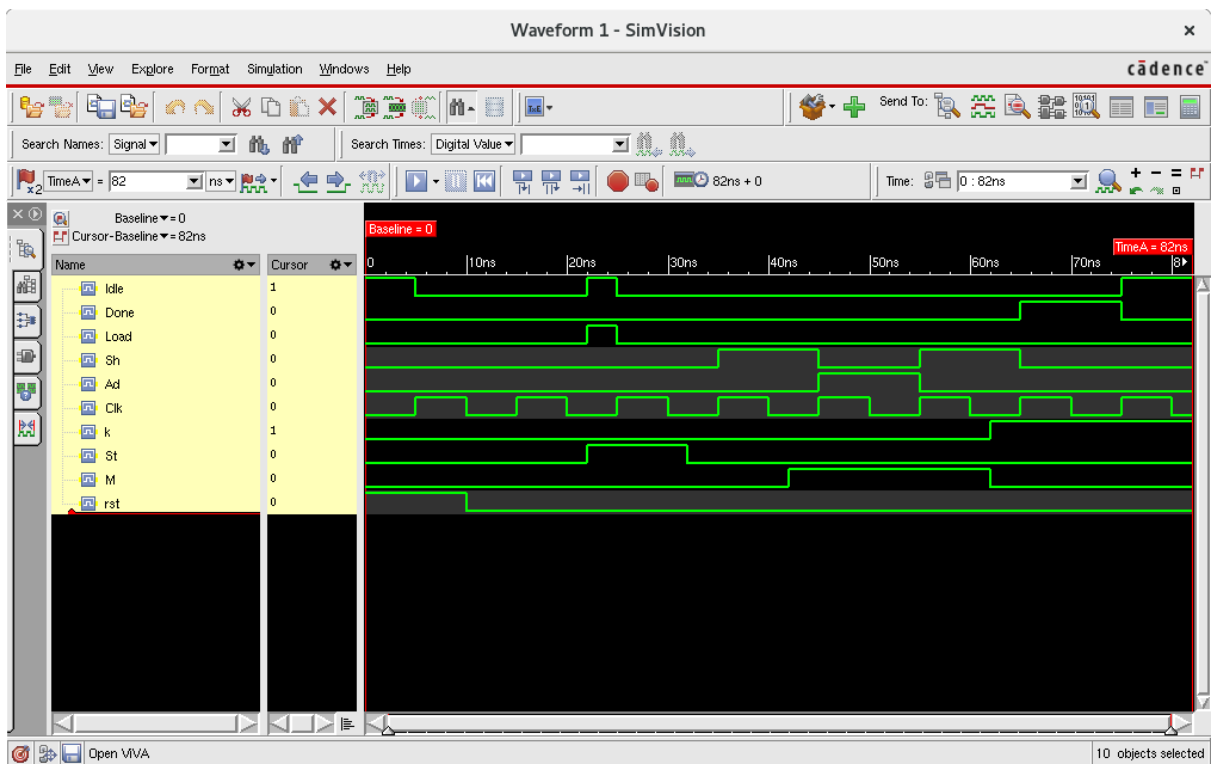 Waveform 1 - SimVision ×
File Edit View Explore Format Simulation Windows Help cādence
Send To:
Search Names: Signal Search Times: Digital Value
TimeA = 82 ns 82ns + 0 Time: 0 : 82ns
Baseline = 0
Cursor-Baseline = 82ns
Baseline = 0
TimeA = 82ns
Name Cursor 0 10ns 20ns 30ns 40ns 50ns 60ns 70ns 8
Idle 1
Done 0
Load 0
Sh 0
Ad 0
Clk 0
k 1
St 0
M 0
rst 0
Open ViVA 10 objects selected